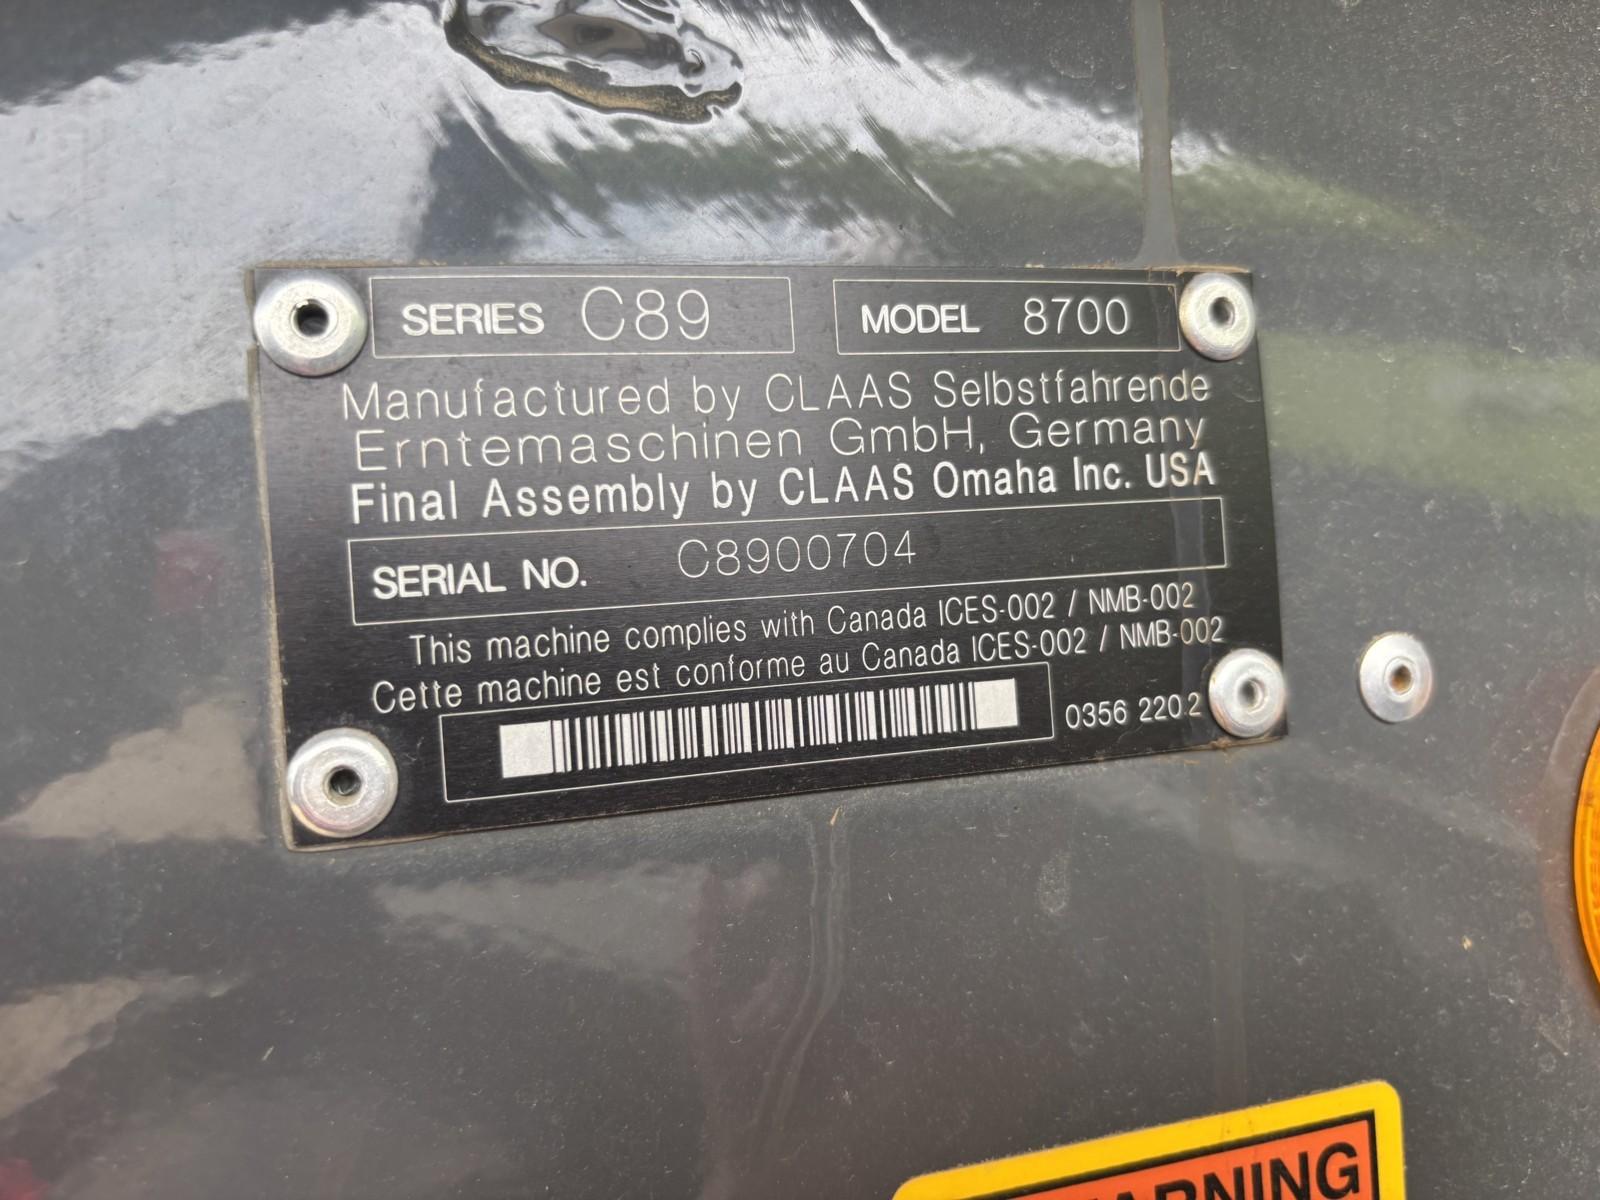 SERIES C89 MODEL 8700
Manufactured by CLAAS Selbstfahrende
Erntemaschinen GmbH, Germany
Final Assembly by CLAAS Omaha Inc. USA
SERIAL NO. C8900704
This machine complies with Canada ICES-002 / NMB-002
Cette machine est conforme au Canada ICES-002 / NMB-002
0356 220.2
WARNING